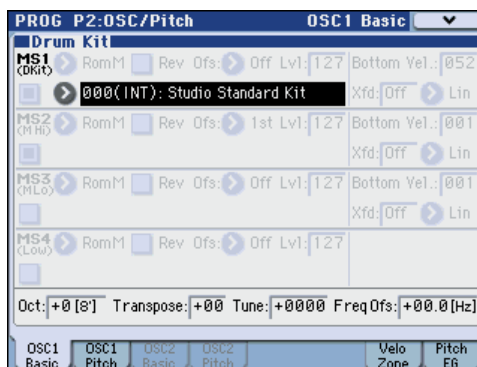 PROG P2:OSC/Pitch OSC1 Basic
Drum Kit
MS1 RomM Rev Ofs: Off Lvl: 127 Bottom Vel.: 052
(DKit)
000(INT): Studio Standard Kit Xfd: Off Lin
MS2 RomM Rev Ofs: 1st Lvl: 127 Bottom Vel.: 001
(M Hi)
Xfd: Off Lin
MS3 RomM Rev Ofs: Off Lvl: 127 Bottom Vel.: 001
(MLo)
Xfd: Off Lin
MS4 RomM Rev Ofs: Off Lvl: 127
(Low)
Oct: +0 [8'] Transpose: +00 Tune: +0000 Freq Ofs: +00.0 [Hz]
OSC1 Basic OSC1 Pitch OSC2 Basic OSC2 Pitch Velo Zone Pitch EG